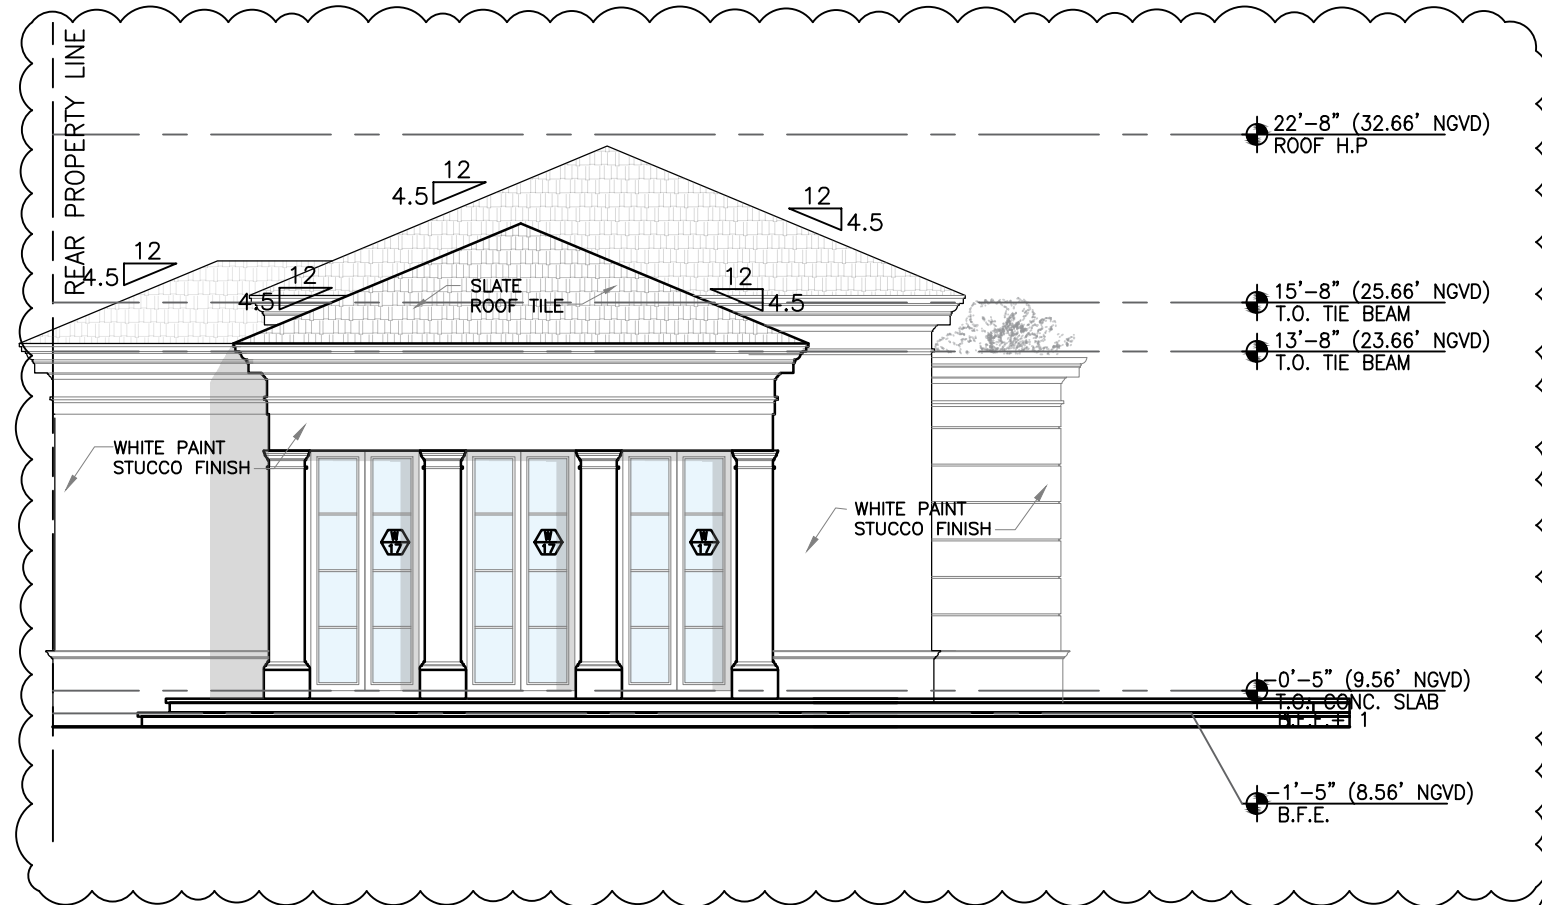 REAR PROPERTY LINE
22'-8" (32.66' NGVD)
ROOF H.P
12
4.5
12
4.5
12
4.5
12
4.5
12
4.5
SLATE
ROOF TILE
15'-8" (25.66' NGVD)
T.O. TIE BEAM
13'-8" (23.66' NGVD)
T.O. TIE BEAM
WHITE PAINT
STUCCO FINISH
WHITE PAINT
STUCCO FINISH
W
17
W
17
W
17
-0'-5" (9.56' NGVD)
T.O. CONC. SLAB
B.F.E.+ 1
-1'-5" (8.56' NGVD)
B.F.E.